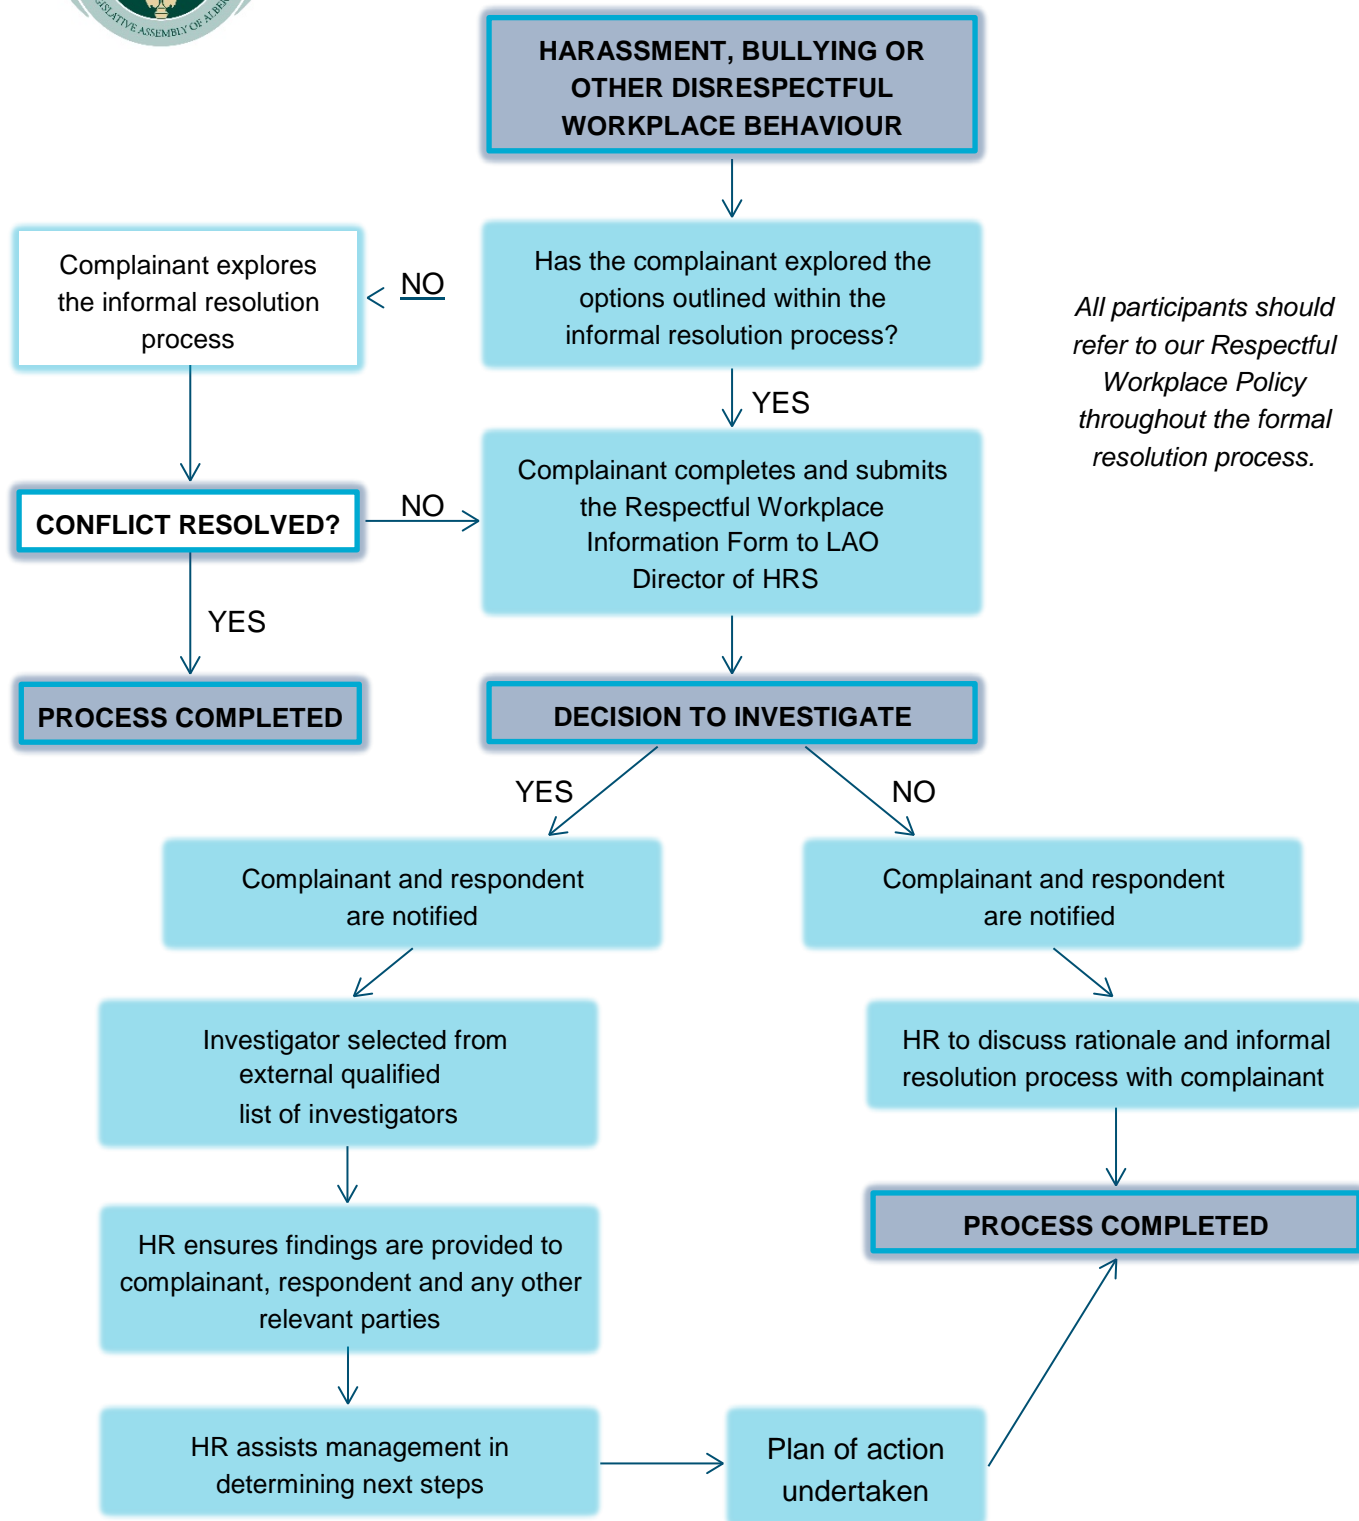 LEGISLATIVE ASSEMBLY OF ALBER
HARASSMENT, BULLYING OR
OTHER DISRESPECTFUL
WORKPLACE BEHAVIOUR
Complainant explores
the informal resolution
process
NO
Has the complainant explored the
options outlined within the
informal resolution process?
All participants should
refer to our Respectful
Workplace Policy
throughout the formal
resolution process.
YES
CONFLICT RESOLVED?
NO
Complainant completes and submits
the Respectful Workplace
Information Form to LAO
Director of HRS
YES
PROCESS COMPLETED
DECISION TO INVESTIGATE
YES
NO
Complainant and respondent
are notified
Complainant and respondent
are notified
Investigator selected from
external qualified
list of investigators
HR to discuss rationale and informal
resolution process with complainant
HR ensures findings are provided to
complainant, respondent and any other
relevant parties
PROCESS COMPLETED
HR assists management in
determining next steps
Plan of action
undertaken